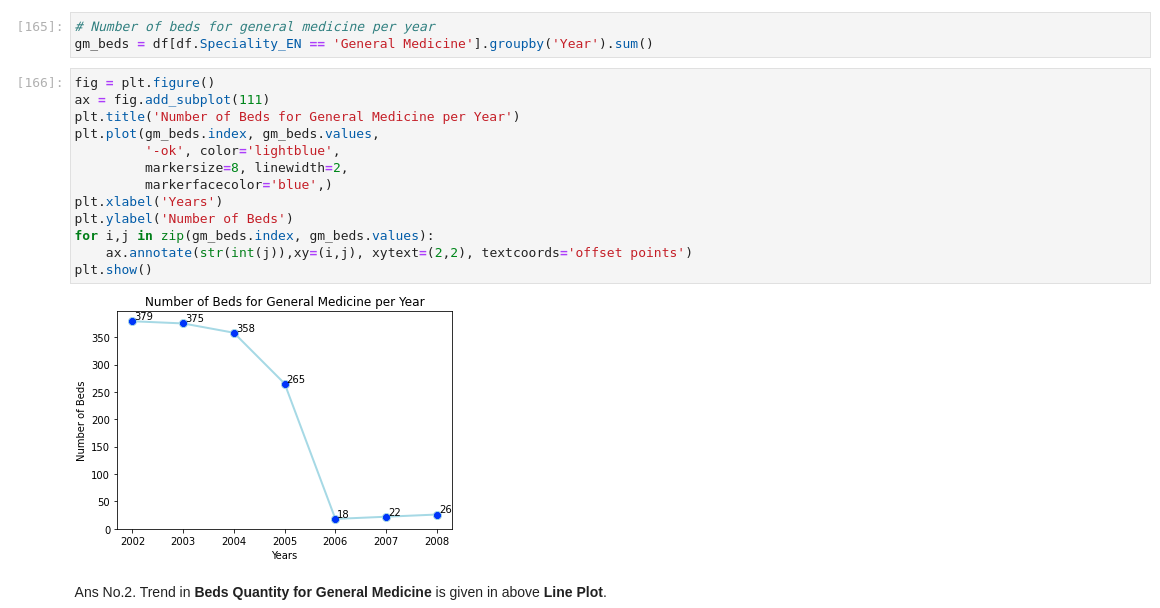 [165]: # Number of beds for general medicine per year
gm_beds = df[df.Speciality_EN == 'General Medicine'].groupby('Year').sum()
[166]: fig = plt.figure()
ax = fig.add_subplot(111)
plt.title('Number of Beds for General Medicine per Year')
plt.plot(gm_beds.index, gm_beds.values,
         '-ok', color='lightblue',
         markersize=8, linewidth=2,
         markerfacecolor='blue',)
plt.xlabel('Years')
plt.ylabel('Number of Beds')
for i,j in zip(gm_beds.index, gm_beds.values):
    ax.annotate(str(int(j)),xy=(i,j), xytext=(2,2), textcoords='offset points')
plt.show()
Number of Beds for General Medicine per Year
379
375
358
265
18
22
26
350
300
250
200
150
100
50
0
Number of Beds
2002 2003 2004 2005 2006 2007 2008
Years
Ans No.2. Trend in Beds Quantity for General Medicine is given in above Line Plot.